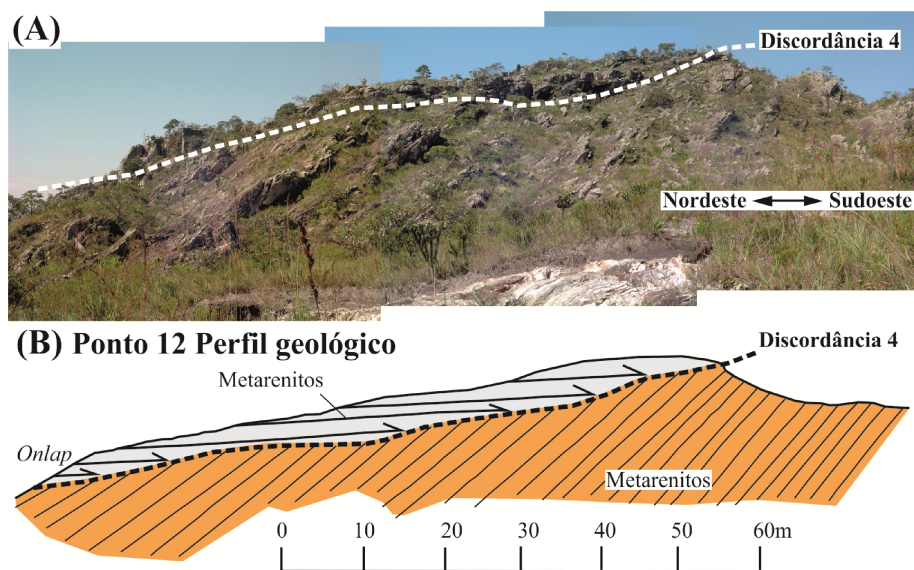 (A)
Discordância 4
Nordeste Sudoeste
(B) Ponto 12 Perfil geológico
Discordância 4
Metarenitos
Onlap
Metarenitos
0 10 20 30 40 50 60m